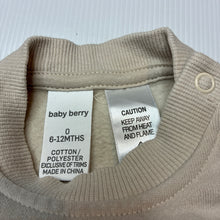 baby berry
0
6-12MTHS
COTTON /
POLYESTER
EXCLUSIVE OF TRIMS
MADE IN CHINA
CAUTION
KEEP AWAY
FROM HEAT
AND FLAME.